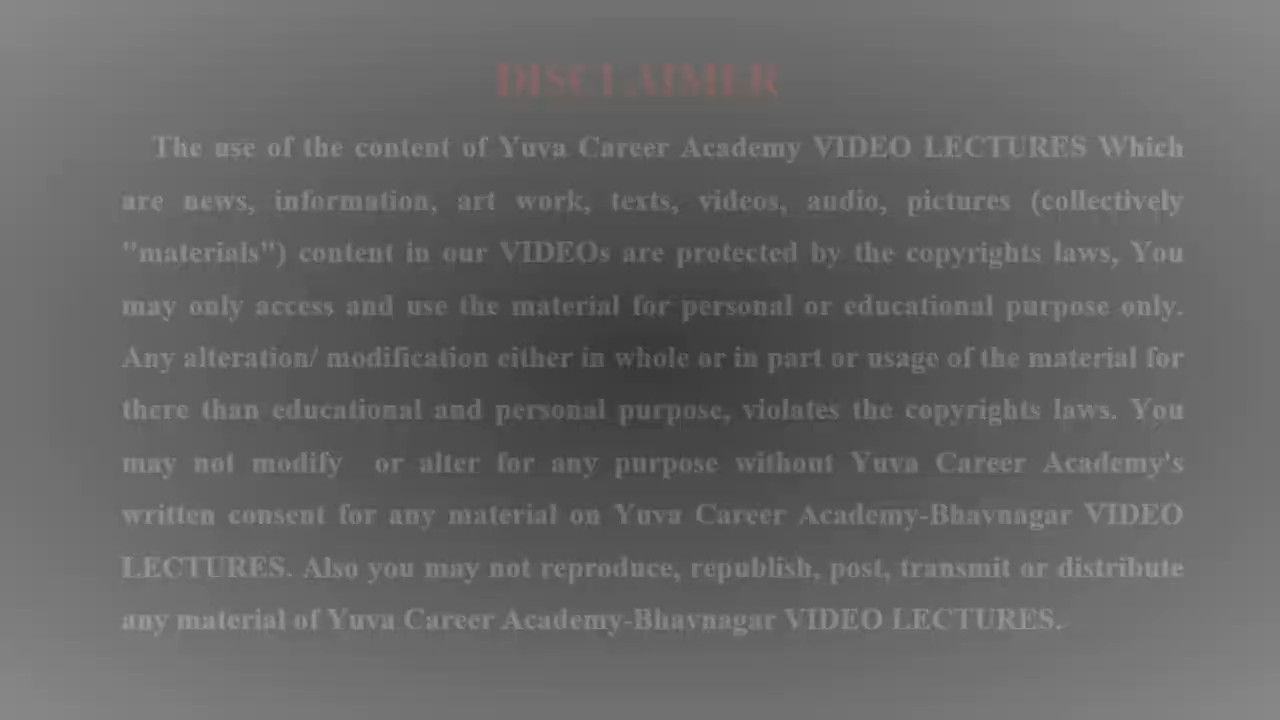 DISCLAIMER
The use of the content of Yuva Career Academy VIDEO LECTURES Which
are news, information, art work, texts, videos, audio, pictures (collectively
"materials") content in our VIDEOs are protected by the copyrights laws, You
may only access and use the material for personal or educational purpose only.
Any alteration/ modification either in whole or in part or usage of the material for
there than educational and personal purpose, violates the copyrights laws. You
may not modify or alter for any purpose without Yuva Career Academy's
written consent for any material on Yuva Career Academy-Bhavnagar VIDEO
LECTURES. Also you may not reproduce, republish, post, transmit or distribute
any material of Yuva Career Academy-Bhavnagar VIDEO LECTURES.